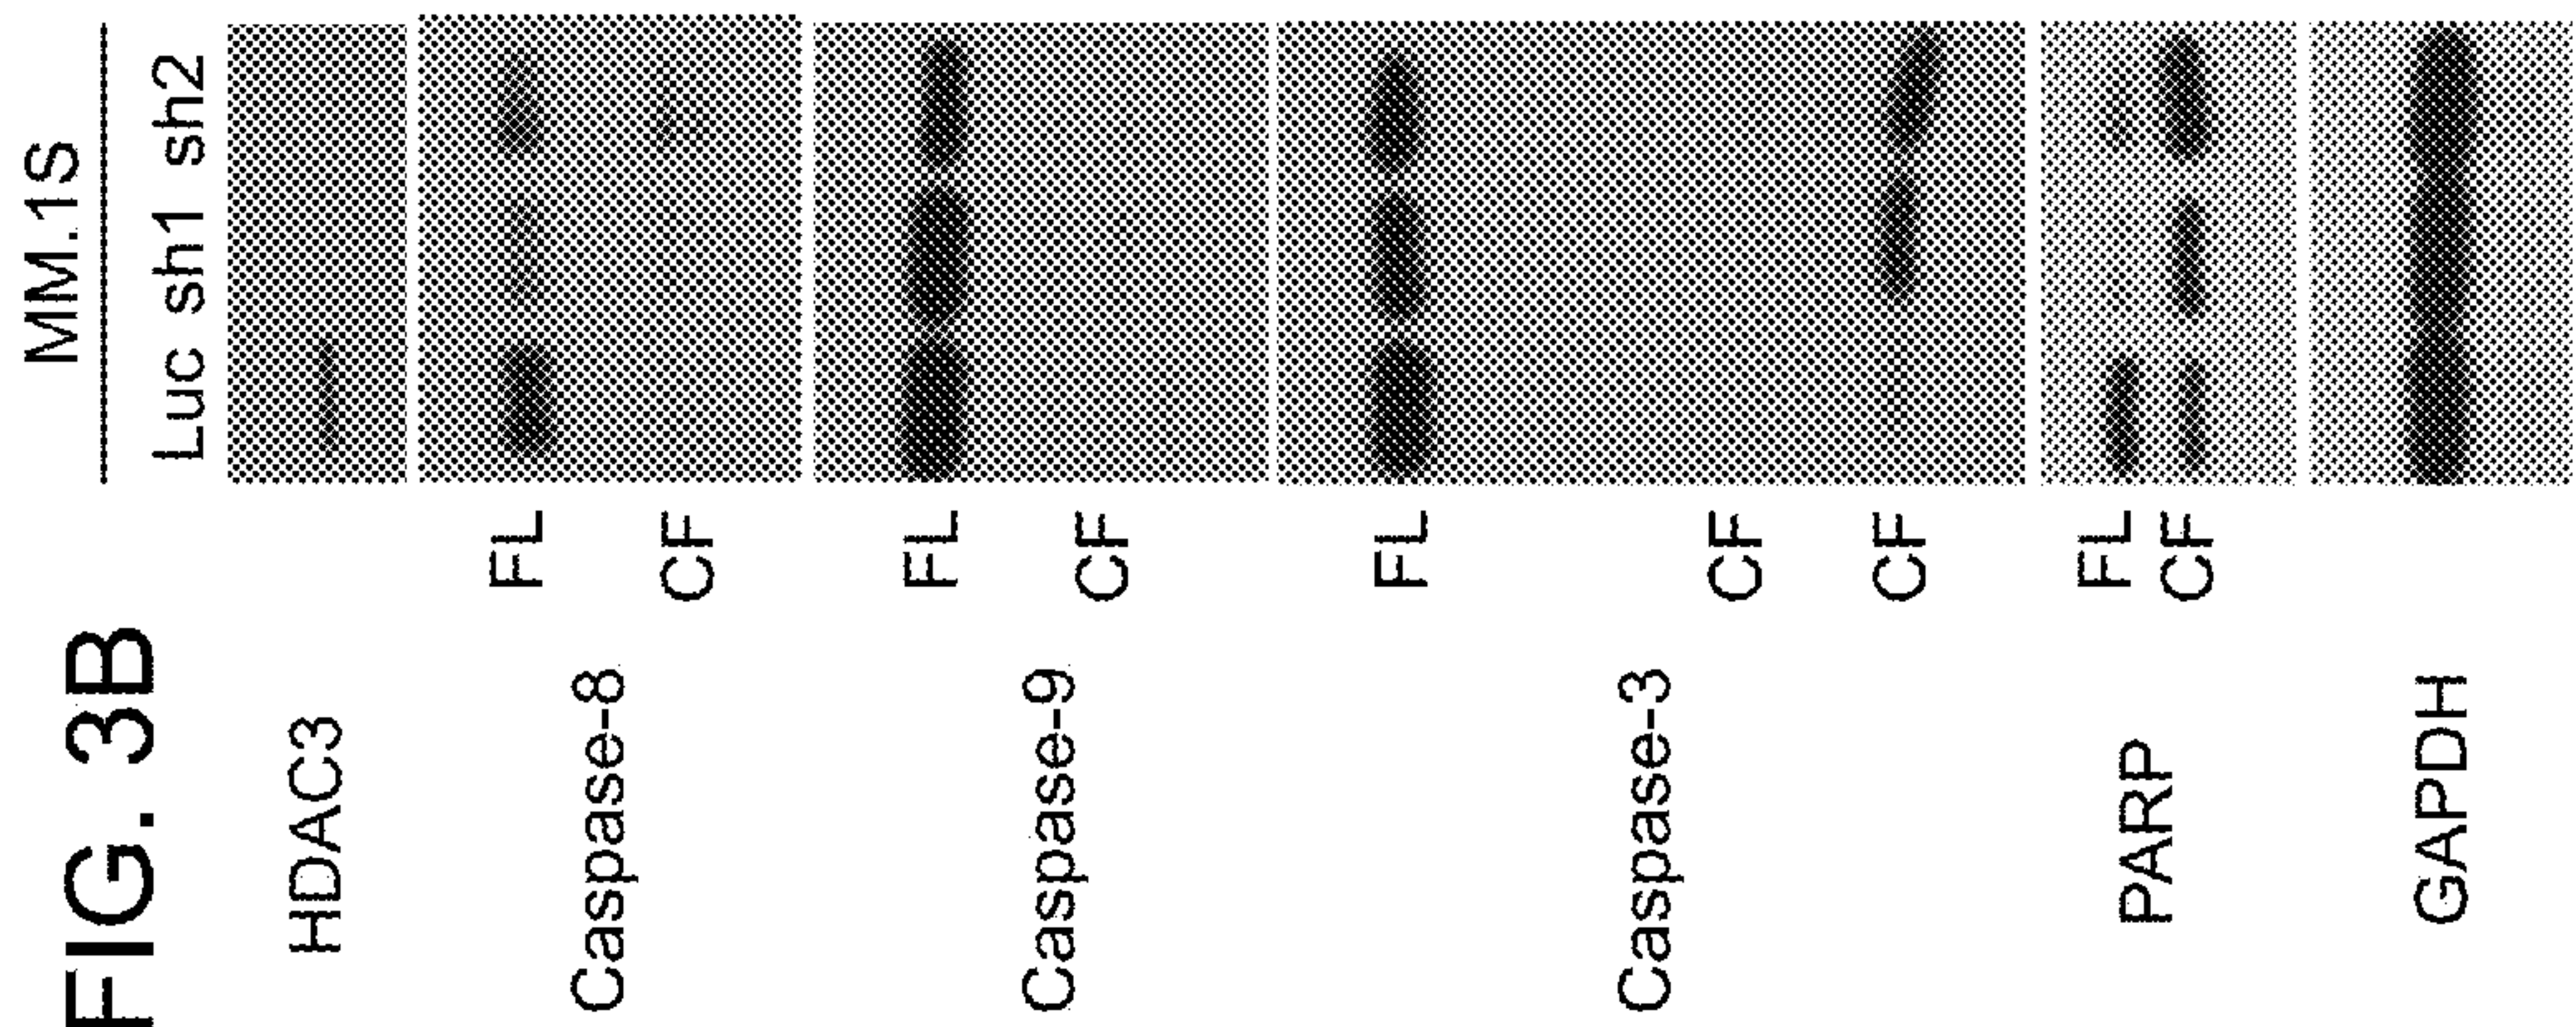 FIG. 3B
MM.1S
Luc sh1 sh2
HDAC3
Caspase-8
FL
CF
Caspase-9
FL
CF
Caspase-3
FL
CF
CF
PARP
FL
CF
GAPDH